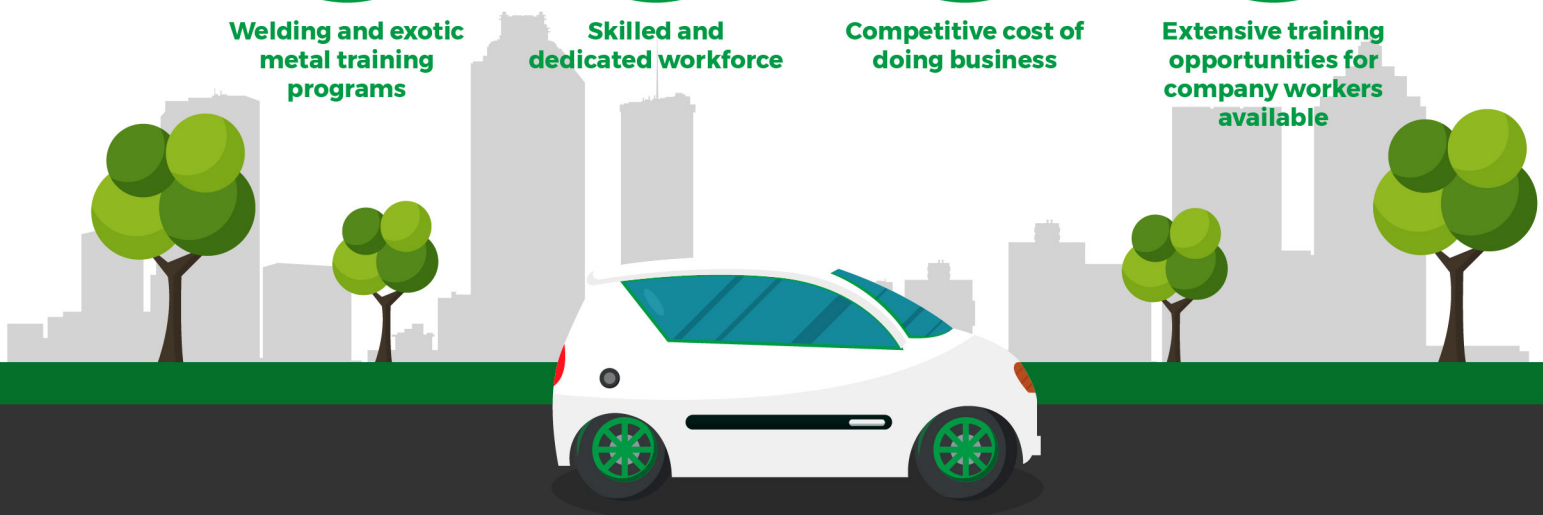 Welding and exotic
metal training
programs
Skilled and
dedicated workforce
Competitive cost of
doing business
Extensive training
opportunities for
company workers
available